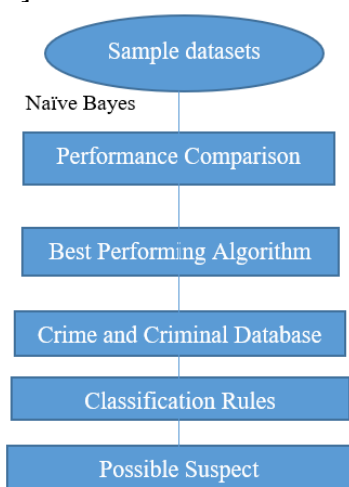 Sample datasets
Naïve Bayes
Performance Comparison
Best Performing Algorithm
Crime and Criminal Database
Classification Rules
Possible Suspect